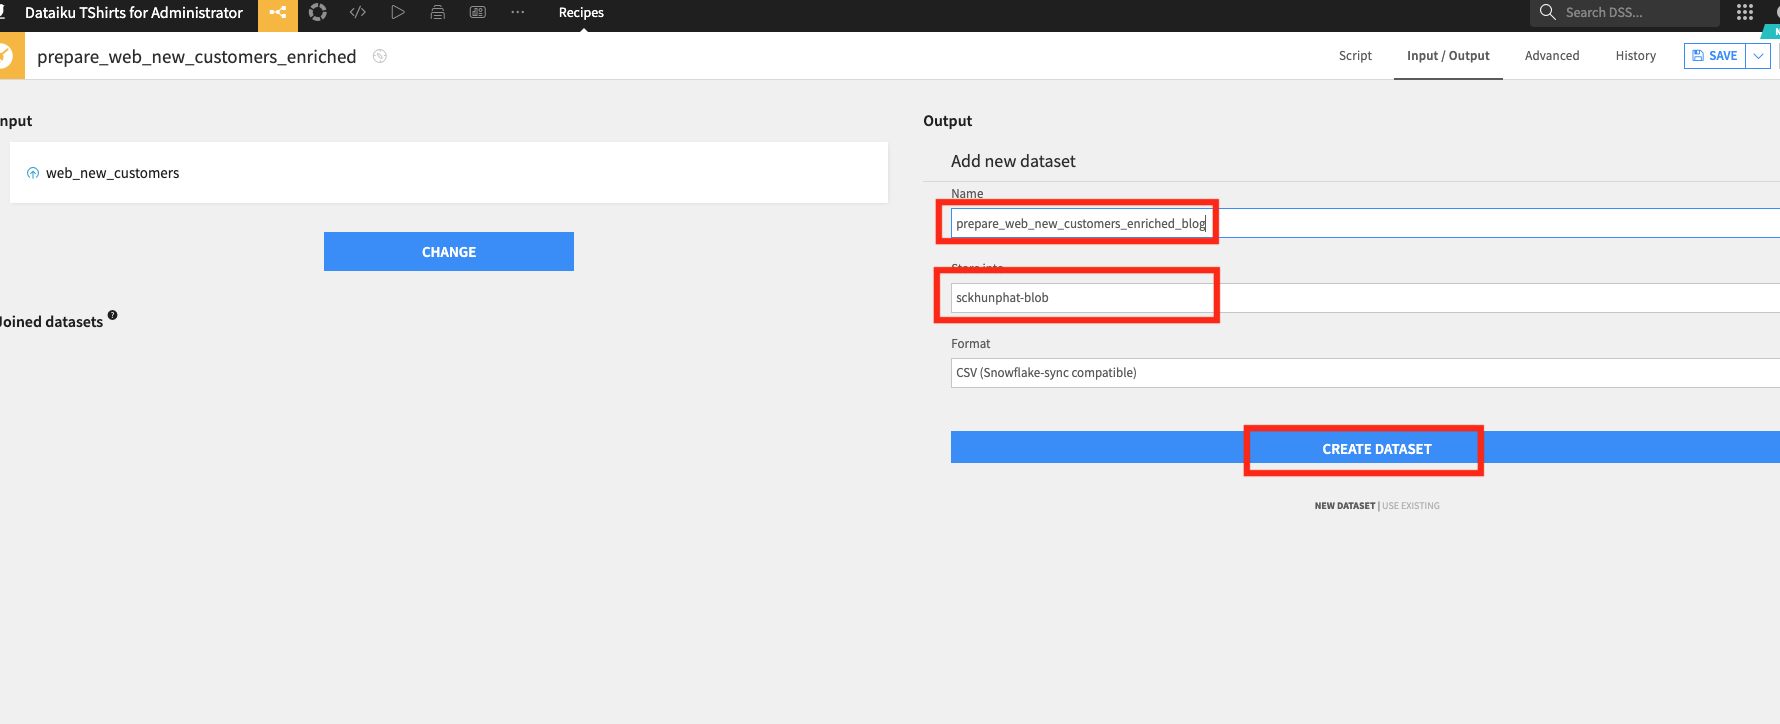 Dataiku TShirts for Administrator
Recipes
Search DSS...
prepare_web_new_customers_enriched
Script
Input / Output
Advanced
History
SAVE
nput
web_new_customers
CHANGE
Joined datasets
Output
Add new dataset
Name
prepare_web_new_customers_enriched_blog
Store into
sckhunphat-blob
Format
CSV (Snowflake-sync compatible)
CREATE DATASET
NEW DATASET | USE EXISTING